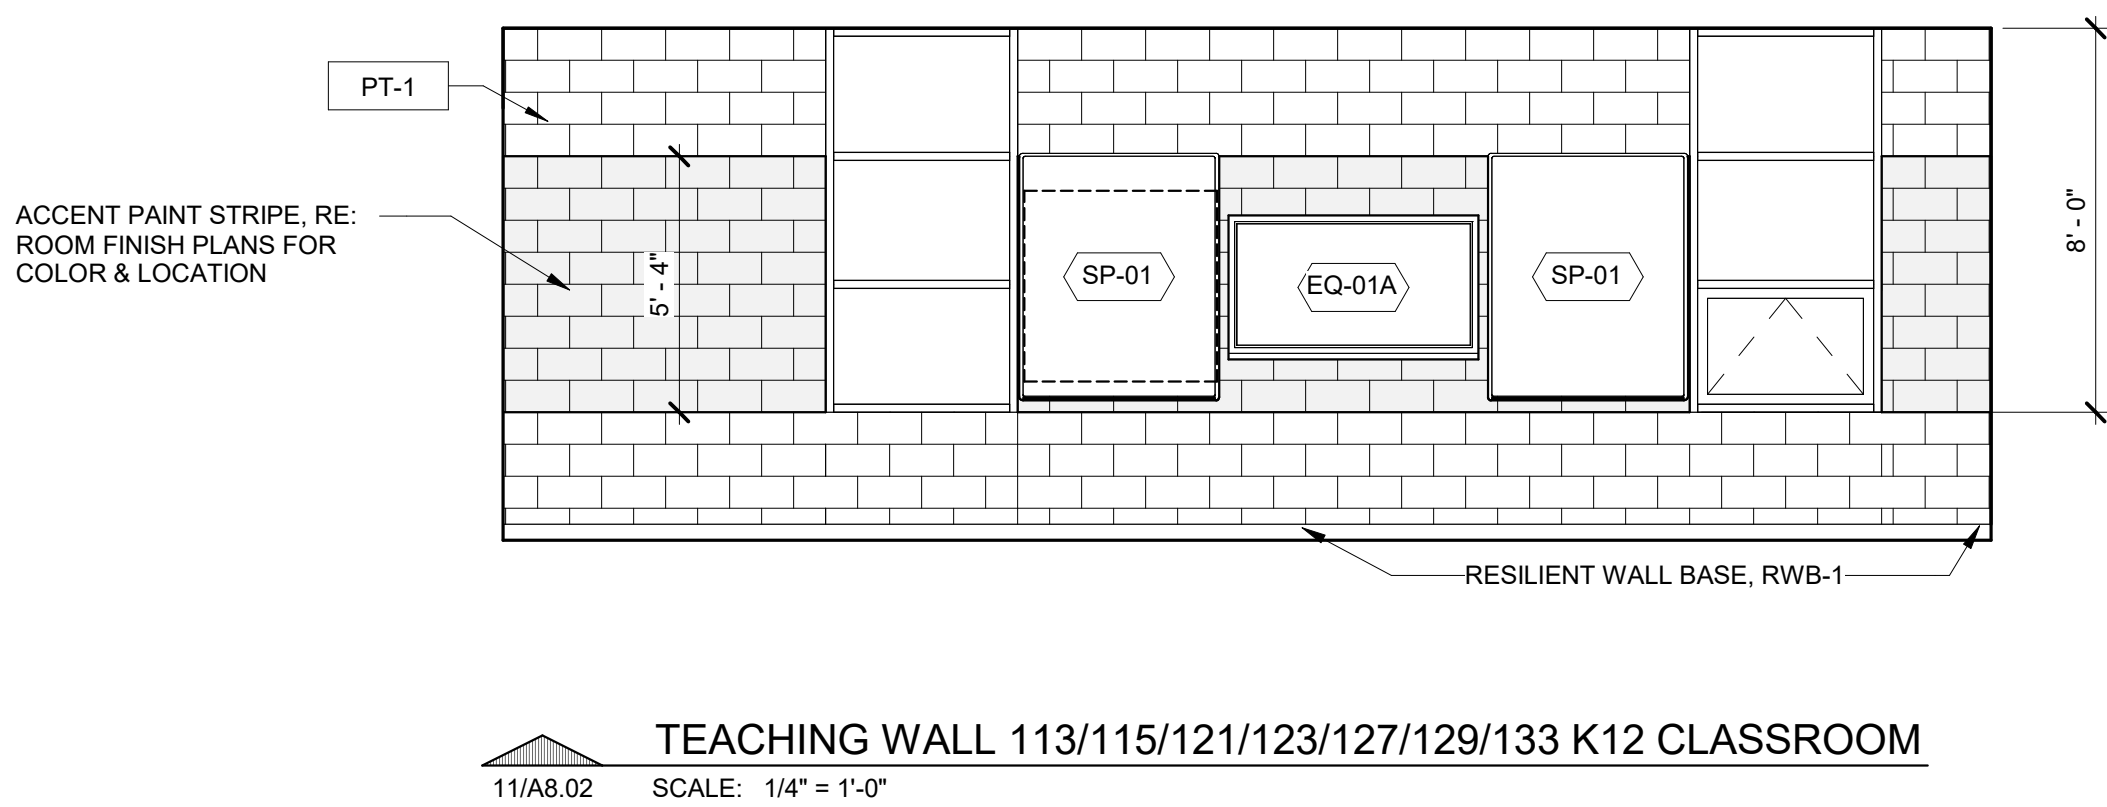 PT-1
ACCENT PAINT STRIPE, RE:
ROOM FINISH PLANS FOR
COLOR & LOCATION
5' - 4"
SP-01
EQ-01A
SP-01
8' - 0"
RESILIENT WALL BASE, RWB-1
TEACHING WALL 113/115/121/123/127/129/133 K12 CLASSROOM
11/A8.02 SCALE: 1/4" = 1'-0"